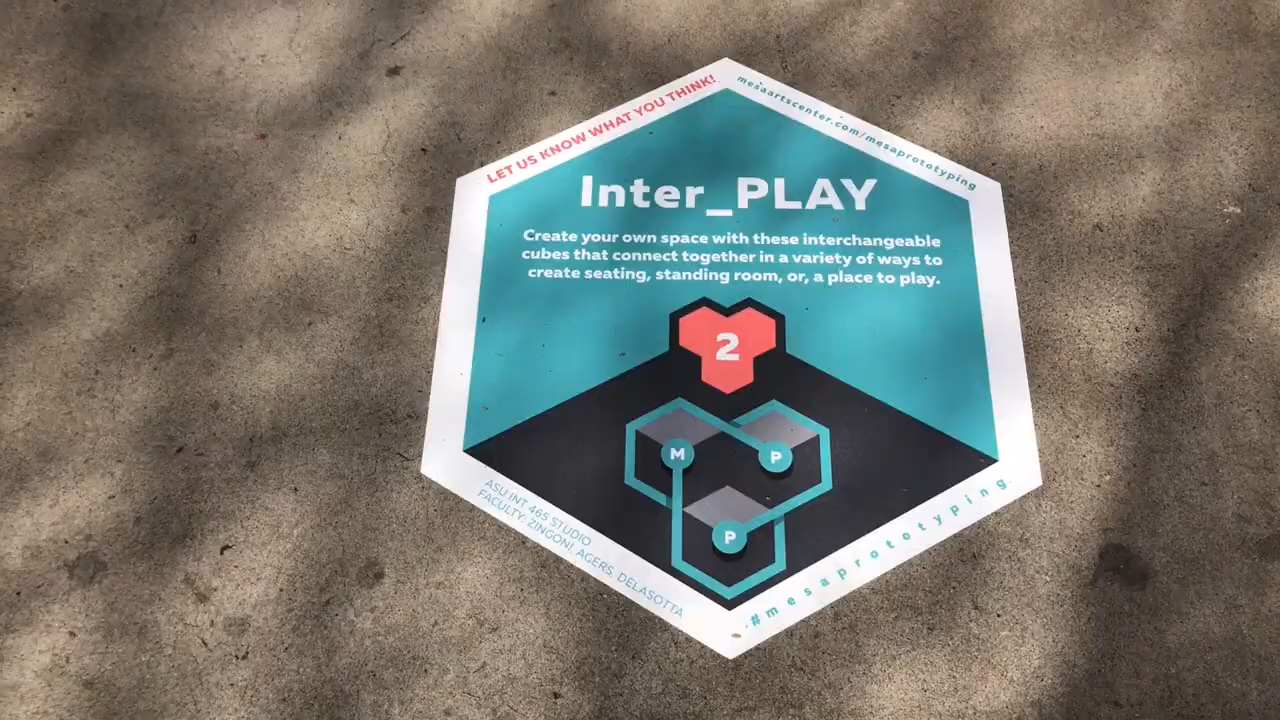 LET US KNOW WHAT YOU THINK!
mesaartscenter.com/mesaprototyping
Inter_PLAY
Create your own space with these interchangeable
cubes that connect together in a variety of ways to
create seating, standing room, or, a place to play.
2
M
P
P
ASU INT 465 STUDIO
FACULTY: ZINGONI, AGERS, DELASOTTA
#mesaprototyping